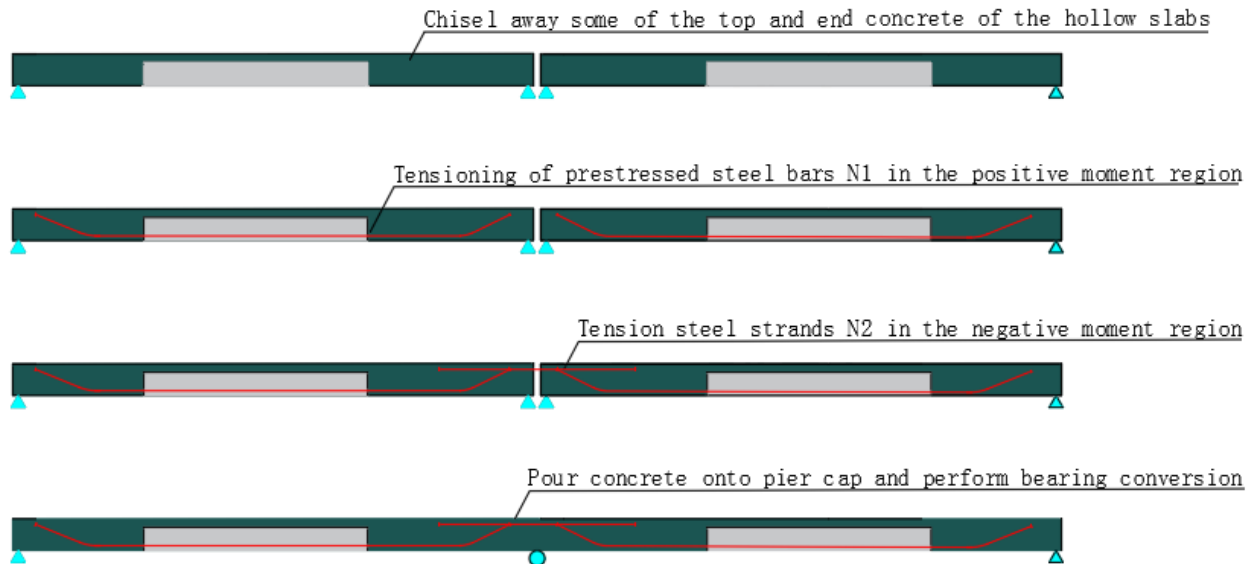 Chisel away some of the top and end concrete of the hollow slabs
Tensioning of prestressed steel bars N1 in the positive moment region
Tension steel strands N2 in the negative moment region
Pour concrete onto pier cap and perform bearing conversion